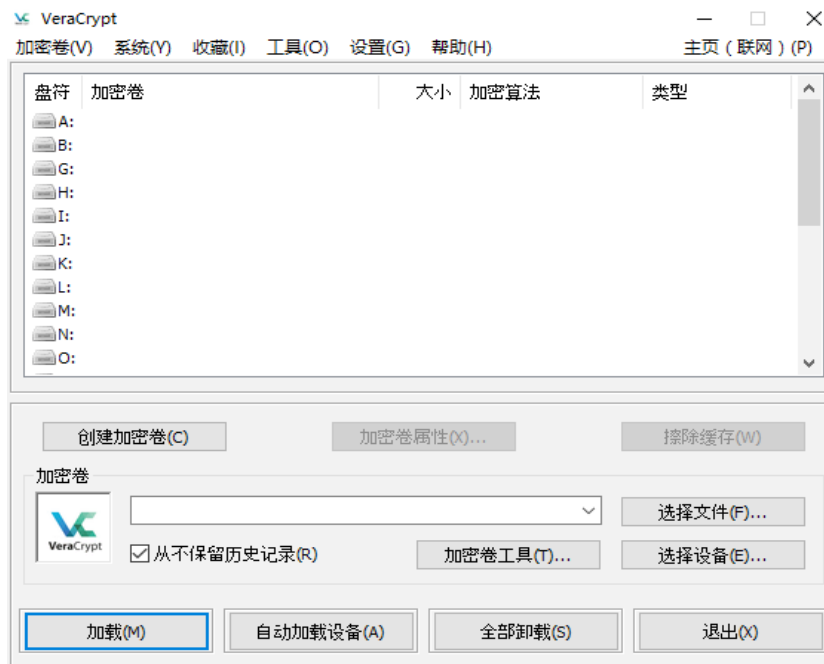 VeraCrypt
加密卷(V) 系统(Y) 收藏(I) 工具(O) 设置(G) 帮助(H) 主页(联网)(P)
盘符 加密卷 大小 加密算法 类型
A:
B:
G:
H:
I:
J:
K:
L:
M:
N:
O:
创建加密卷(C) 加密卷属性(X)... 擦除缓存(W)
加密卷
VeraCrypt
选择文件(F)...
从不保留历史记录(R) 加密卷工具(T)... 选择设备(E)...
加载(M) 自动加载设备(A) 全部卸载(S) 退出(X)